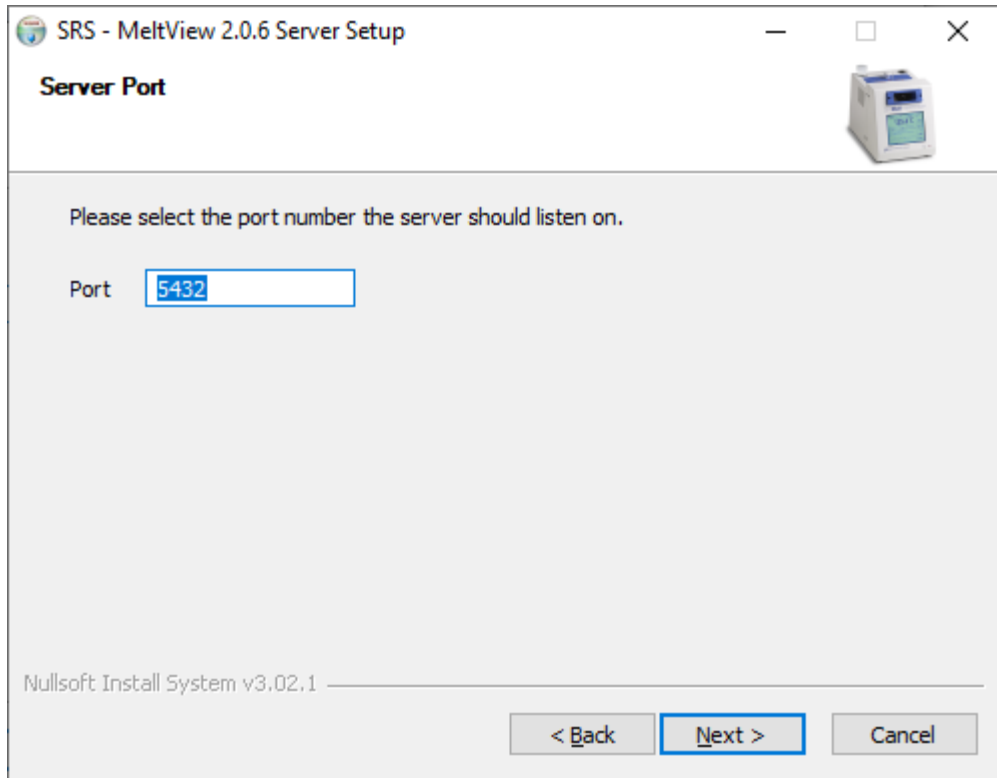 SRS - MeltView 2.0.6 Server Setup
Server Port
Please select the port number the server should listen on.
Port 5432
Nullsoft Install System v3.02.1
< Back Next > Cancel